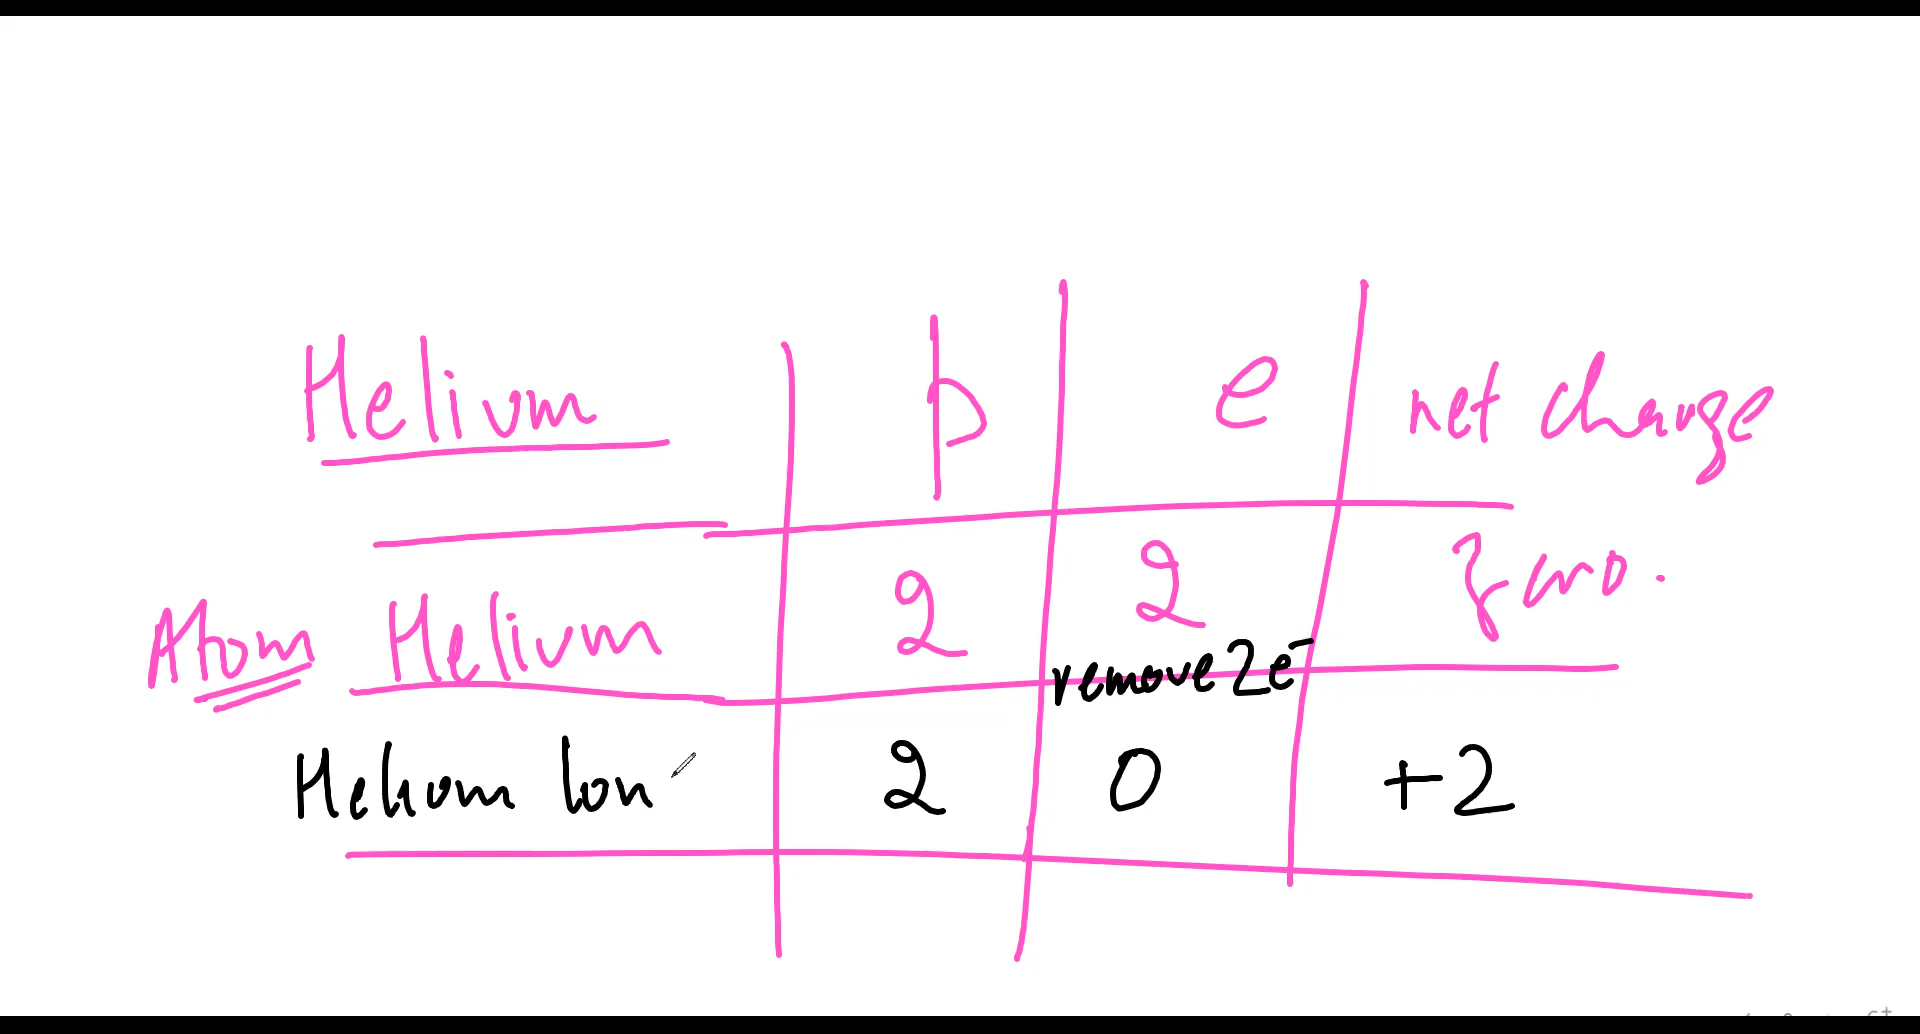 Helium p e net charge
Atom Helium 2 2 zero.
remove 2e⁻
Helium Ion 2 0 +2